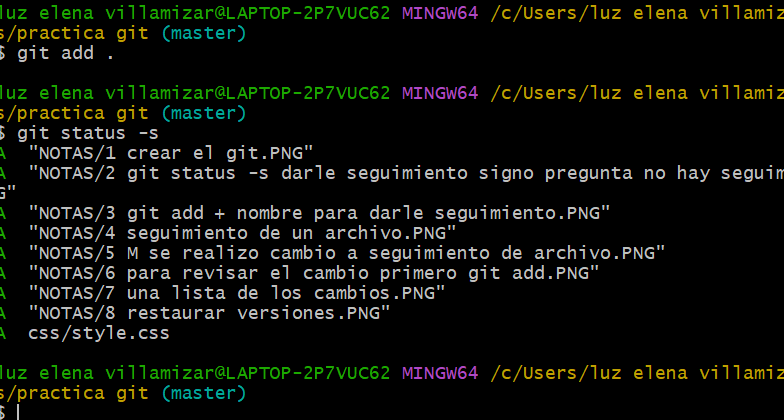 luz elena villamizar@LAPTOP-2P7VUC62 MINGW64 /c/Users/luz elena villamiz
s/practica git (master)
$ git add .
luz elena villamizar@LAPTOP-2P7VUC62 MINGW64 /c/Users/luz elena villamiz
s/practica git (master)
$ git status -s
A "NOTAS/1 crear el git.PNG"
A "NOTAS/2 git status -s darle seguimiento signo pregunta no hay seguim
G"
A "NOTAS/3 git add + nombre para darle seguimiento.PNG"
A "NOTAS/4 seguimiento de un archivo.PNG"
A "NOTAS/5 M se realizo cambio a seguimiento de archivo.PNG"
A "NOTAS/6 para revisar el cambio primero git add.PNG"
A "NOTAS/7 una lista de los cambios.PNG"
A "NOTAS/8 restaurar versiones.PNG"
A css/style.css
luz elena villamizar@LAPTOP-2P7VUC62 MINGW64 /c/Users/luz elena villamiz
s/practica git (master)
$